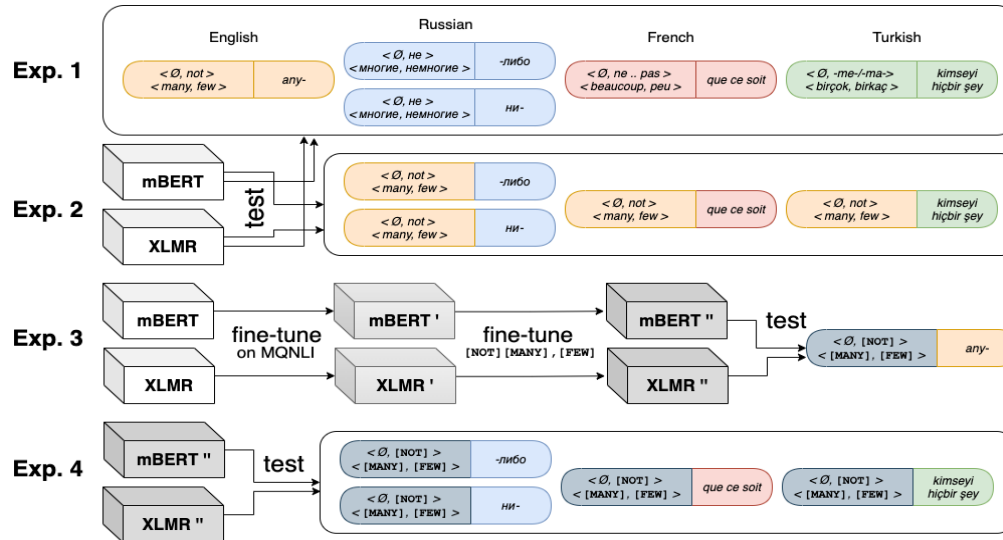 Exp. 1
English
Russian
French
Turkish
< Ø, not >
< many, few >
any-
< Ø, не >
< многие, немногие >
-либо
< Ø, не >
< многие, немногие >
ни-
< Ø, ne .. pas >
< beaucoup, peu >
que ce soit
< Ø, -me-/-ma- >
< birçok, birkaç >
kimseyi
hiçbir şey
Exp. 2
mBERT
XLMR
test
< Ø, not >
< many, few >
-либо
< Ø, not >
< many, few >
ни-
< Ø, not >
< many, few >
que ce soit
< Ø, not >
< many, few >
kimseyi
hiçbir şey
Exp. 3
mBERT
XLMR
fine-tune
on MQNLI
mBERT '
XLMR '
fine-tune
[NOT][MANY],[FEW]
mBERT "
XLMR "
test
< Ø, [NOT] >
< [MANY], [FEW] >
any-
Exp. 4
mBERT "
XLMR "
test
< Ø, [NOT] >
< [MANY], [FEW] >
-либо
< Ø, [NOT] >
< [MANY], [FEW] >
ни-
< Ø, [NOT] >
< [MANY], [FEW] >
que ce soit
< Ø, [NOT] >
< [MANY], [FEW] >
kimseyi
hiçbir şey